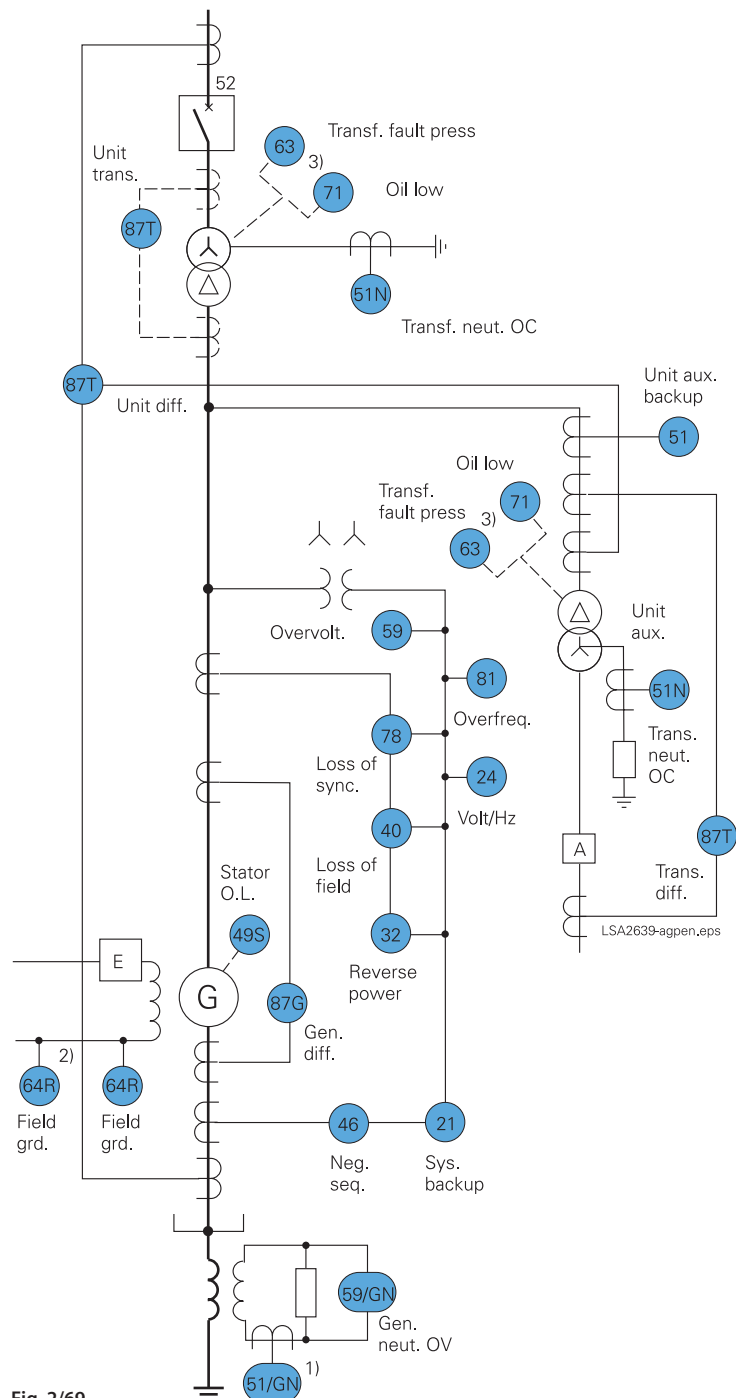 52
Transf. fault press
63
3)
Unit
trans.
71
Oil low
87T
51N
Transf. neut. OC
87T
Unit diff.
Unit aux.
backup
51
Oil low
71
Transf.
fault press
3)
63
Overvolt.
59
Unit
aux.
81
51N
Overfreq.
78
Trans.
neut.
OC
Loss of
sync.
24
Volt/Hz
40
87T
A
Loss of
field
Trans.
diff.
Stator
O.L.
49S
32
LSA2639-agpen.eps
Reverse
power
E
G
87G
Gen.
diff.
2)
64R
64R
Field
grd.
Field
grd.
46
21
Neg.
seq.
Sys.
backup
59/GN
Gen.
neut. OV
1)
51/GN
Fig. 2/69